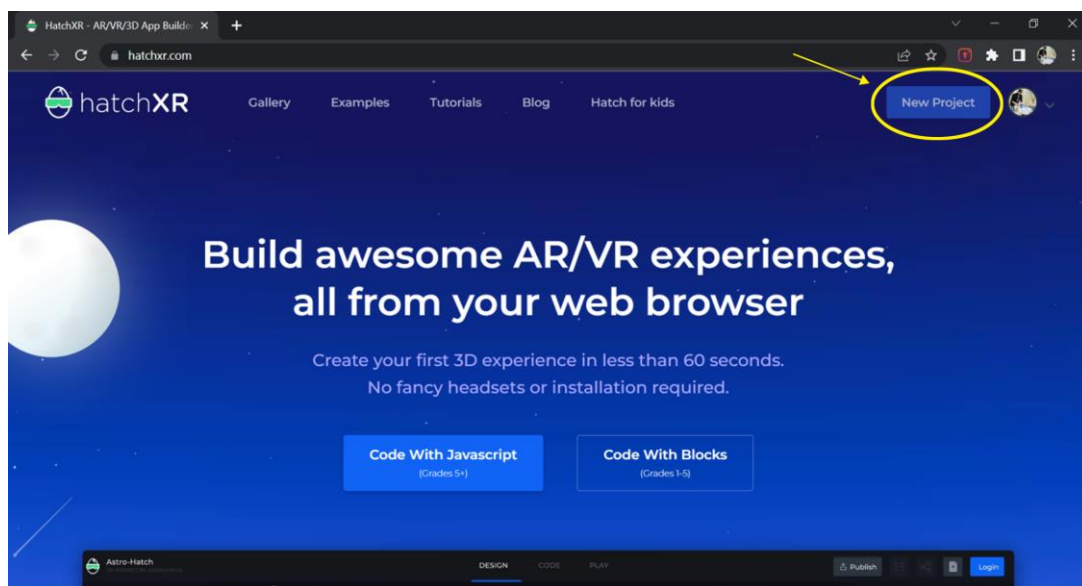 HatchXR - AR/VR/3D App Builde
hatchxr.com
hatchXR
Gallery
Examples
Tutorials
Blog
Hatch for kids
New Project
Build awesome AR/VR experiences,
all from your web browser
Create your first 3D experience in less than 60 seconds.
No fancy headsets or installation required.
Code With Javascript
(Grades 5+)
Code With Blocks
(Grades 1-5)
Astro-Hatch
DESIGN
CODE
PLAY
Publish
Login